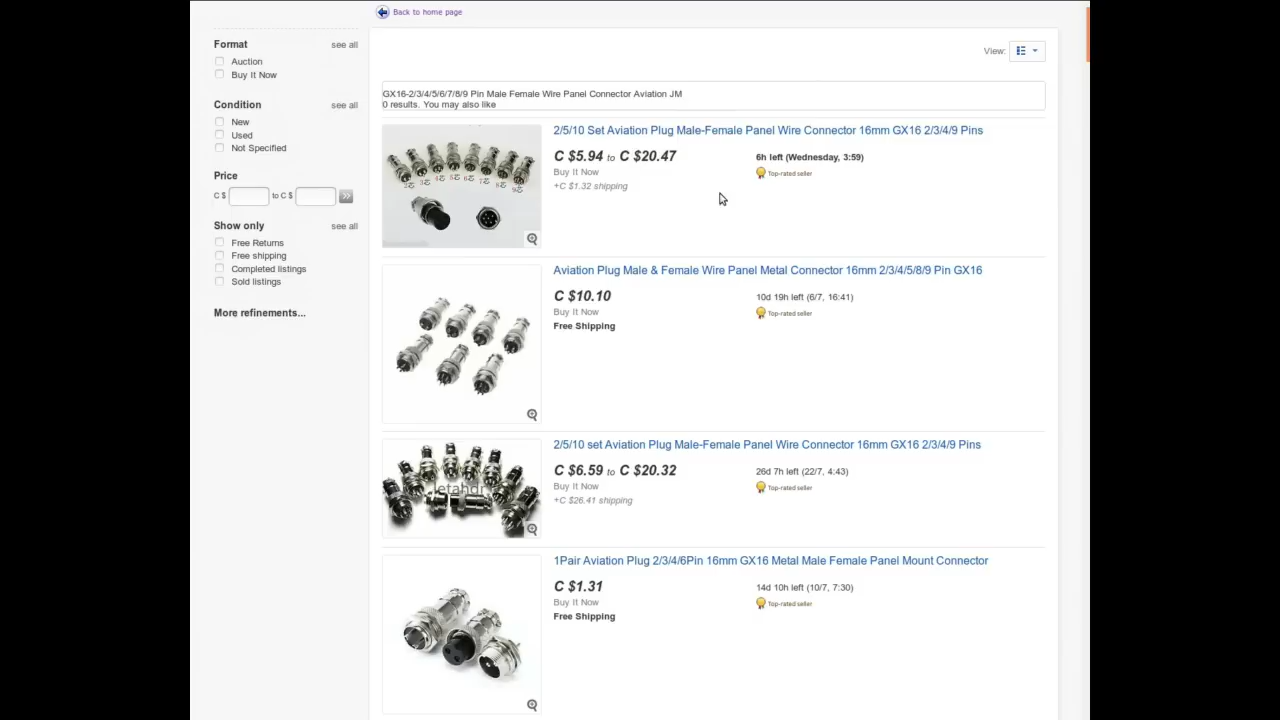 Back to home page
Format see all
Auction
Buy It Now
Condition see all
New
Used
Not Specified
Price
C $ to C $ >>
Show only see all
Free Returns
Free shipping
Completed listings
Sold listings
More refinements...
View:
GX16-2/3/4/5/6/7/8/9 Pin Male Female Wire Panel Connector Aviation JM
0 results. You may also like
2/5/10 Set Aviation Plug Male-Female Panel Wire Connector 16mm GX16 2/3/4/9 Pins
C $5.94 to C $20.47
Buy It Now
+C $1.32 shipping
6h left (Wednesday, 3:59)
Top-rated seller
Aviation Plug Male & Female Wire Panel Metal Connector 16mm 2/3/4/5/8/9 Pin GX16
C $10.10
Buy It Now
Free Shipping
10d 19h left (6/7, 16:41)
Top-rated seller
2/5/10 set Aviation Plug Male-Female Panel Wire Connector 16mm GX16 2/3/4/9 Pins
C $6.59 to C $20.32
Buy It Now
+C $26.41 shipping
26d 7h left (22/7, 4:43)
Top-rated seller
1Pair Aviation Plug 2/3/4/6Pin 16mm GX16 Metal Male Female Panel Mount Connector
C $1.31
Buy It Now
Free Shipping
14d 10h left (10/7, 7:30)
Top-rated seller